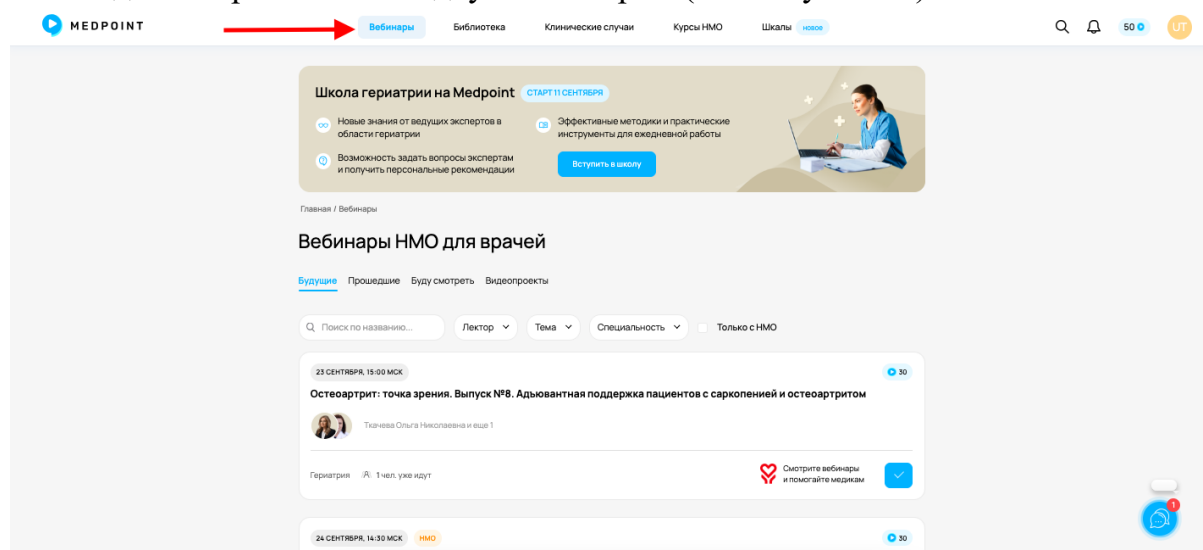 MEDPOINT
Вебинары Библиотека Клинические случаи Курсы НМО Шкалы новое 50 UT
Школа гериатрии на Medpoint СТАРТ 11 СЕНТЯБРЯ
Новые знания от ведущих экспертов в
области гериатрии
Эффективные методики и практические
инструменты для ежедневной работы
Возможность задать вопросы экспертам
и получить персональные рекомендации
Вступить в школу
Главная / Вебинары
Вебинары НМО для врачей
Будущие Прошедшие Буду смотреть Видеопроекты
Поиск по названию... Лектор Тема Специальность Только с НМО
23 СЕНТЯБРЯ, 15:00 МСК 30
Остеоартрит: точка зрения. Выпуск №8. Адъювантная поддержка пациентов с саркопенией и остеоартритом
Ткачева Ольга Николаевна и еще 1
Гериатрия 1 чел. уже идут
Смотрите вебинары
и помогайте медикам
1
24 СЕНТЯБРЯ, 14:30 МСК НМО 30